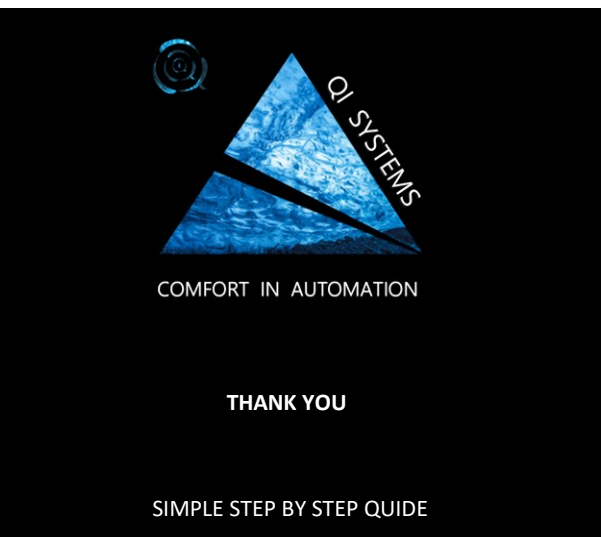 QI SYSTEMS
COMFORT IN AUTOMATION
THANK YOU
SIMPLE STEP BY STEP QUIDE